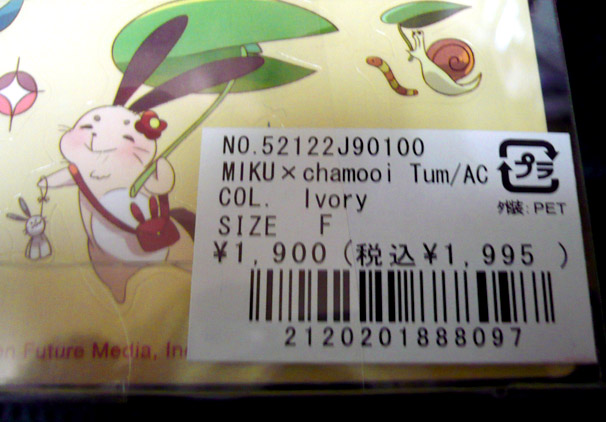 NO.52122J90100
MIKU×chamooi Tum/AC
COL. Ivory
SIZE F
¥1,900(税込¥1,995 )
2120201888097
プラ
外装:PET
Future Media, In